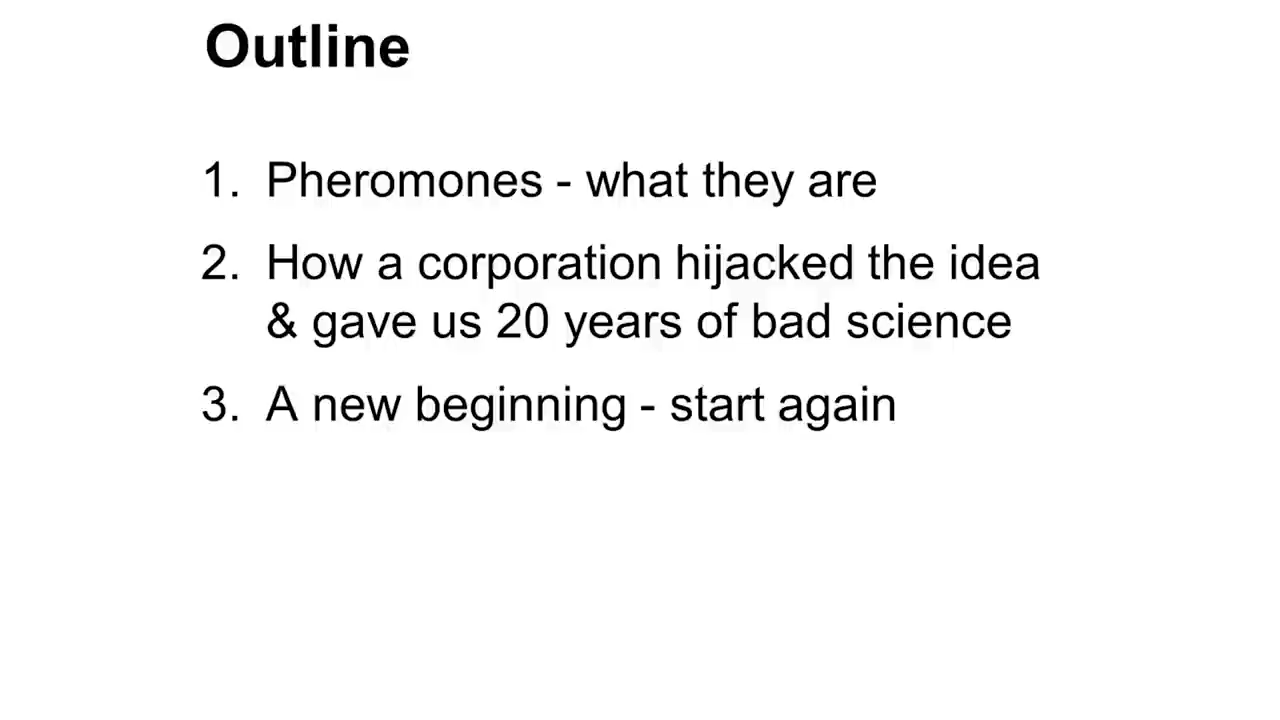 Outline
1. Pheromones - what they are
2. How a corporation hijacked the idea
& gave us 20 years of bad science
3. A new beginning - start again